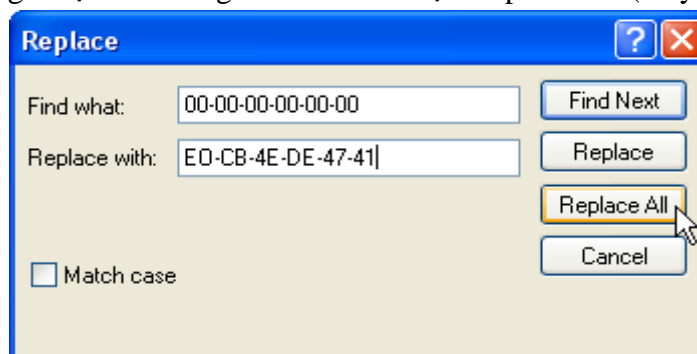 Replace
Find what: 00-00-00-00-00-00 Find Next
Replace with: E0-CB-4E-DE-47-41 Replace
Replace All
Match case Cancel